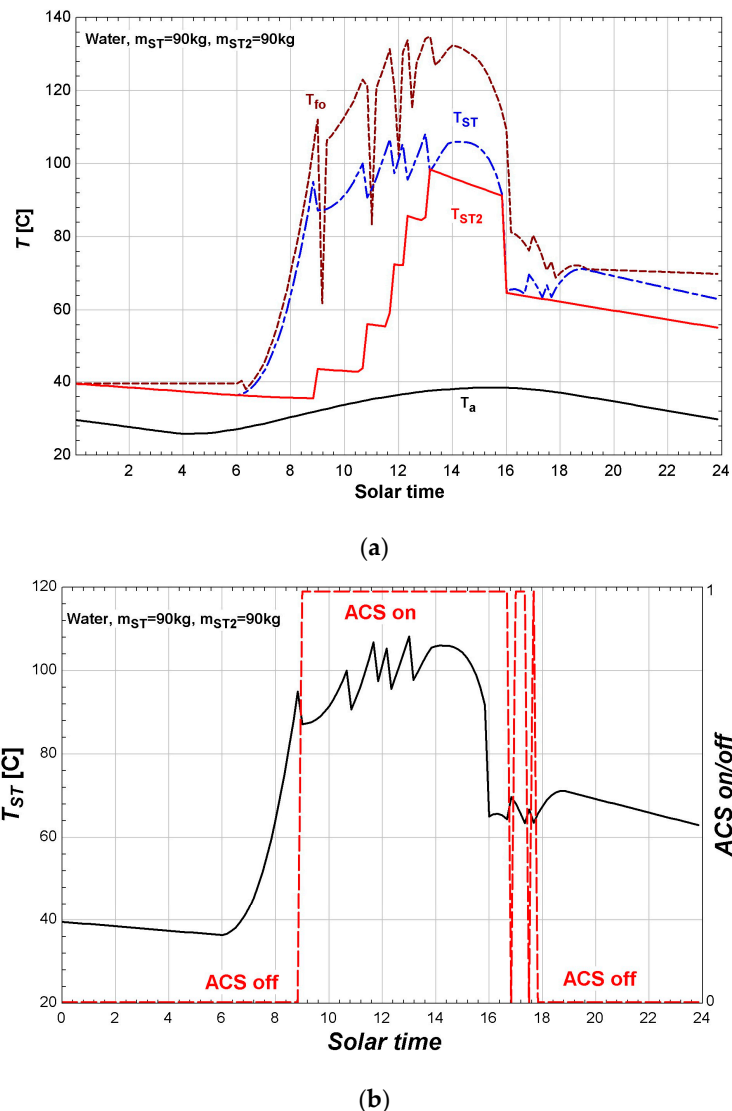 140
Water, mST=90kg, mST2=90kg
120
Tfo
TST
100
T [C]
TST2
80
60
40
Ta
20
2 4 6 8 10 12 14 16 18 20 22 24
Solar time
(a)
120
1
Water, mST=90kg, mST2=90kg
ACS on
100
80
TST [C]
ACS on/off
60
40
ACS off
ACS off
20
0
0 2 4 6 8 10 12 14 16 18 20 22 24
Solar time
(b)